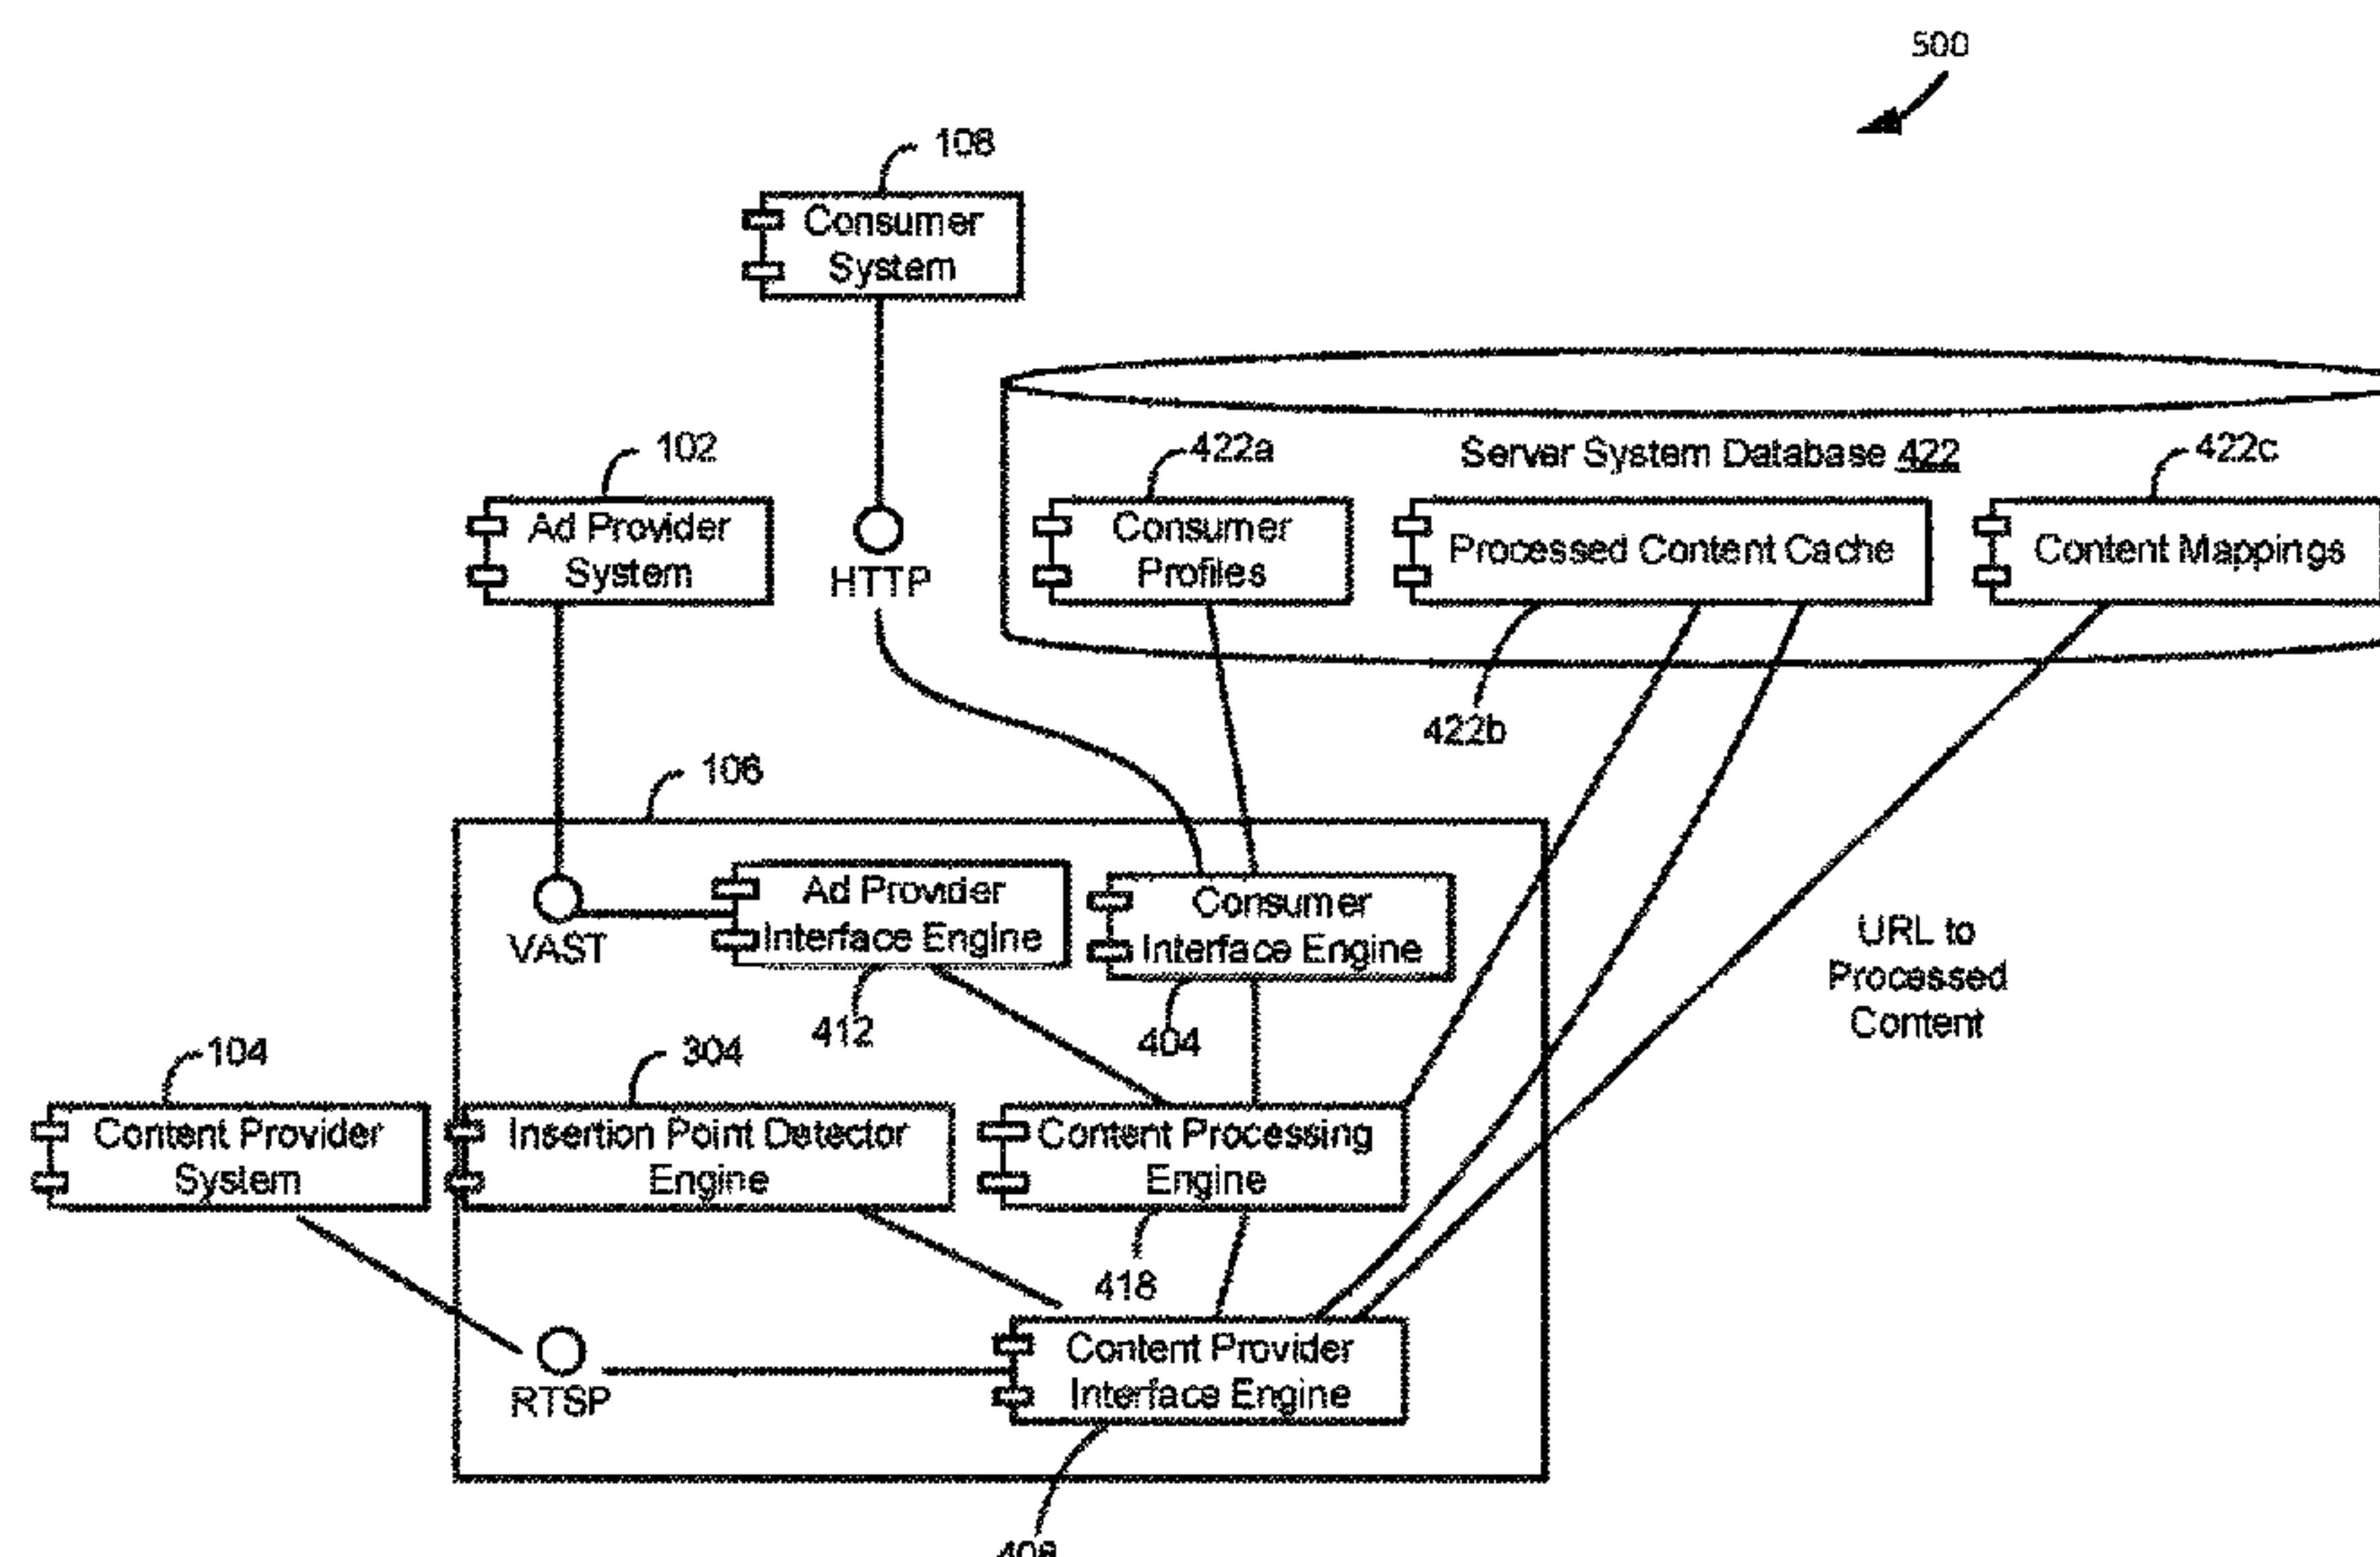 500
108
Consumer
System
102
422a
Server System Database 422
422c
Ad Provider
System
HTTP
Consumer
Profiles
Processed Content Cache
Content Mappings
422b
106
VAST
Ad Provider
Interface Engine
Consumer
Interface Engine
URL to
Processed
Content
412
404
104
304
Content Provider
System
Insertion Point Detector
Engine
Content Processing
Engine
418
RTSP
Content Provider
Interface Engine